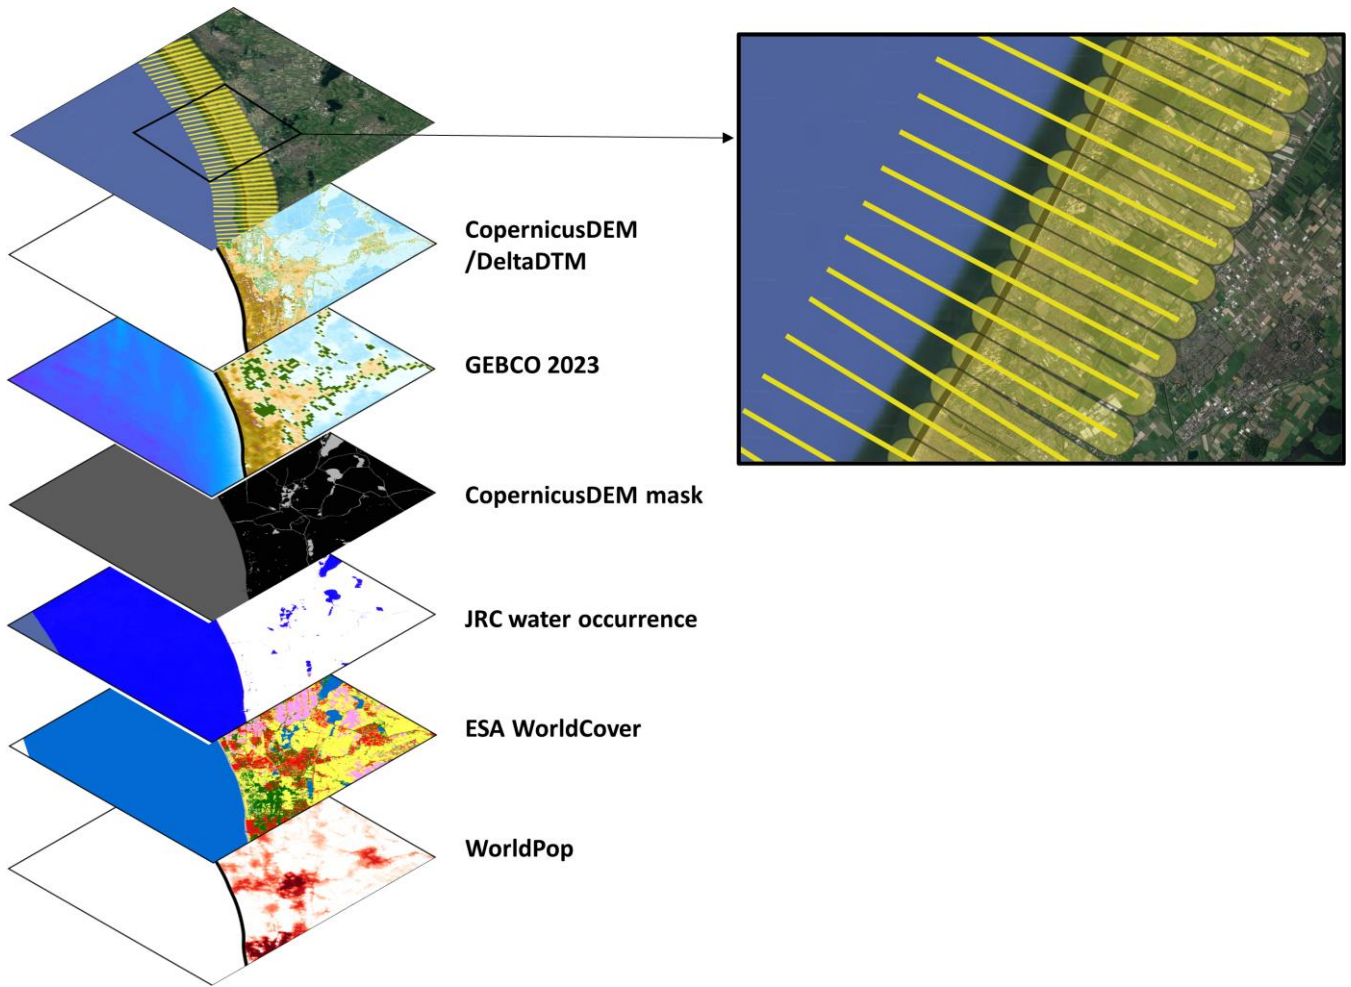 CopernicusDEM
/DeltaDTM
GEBCO 2023
CopernicusDEM mask
JRC water occurrence
ESA WorldCover
WorldPop